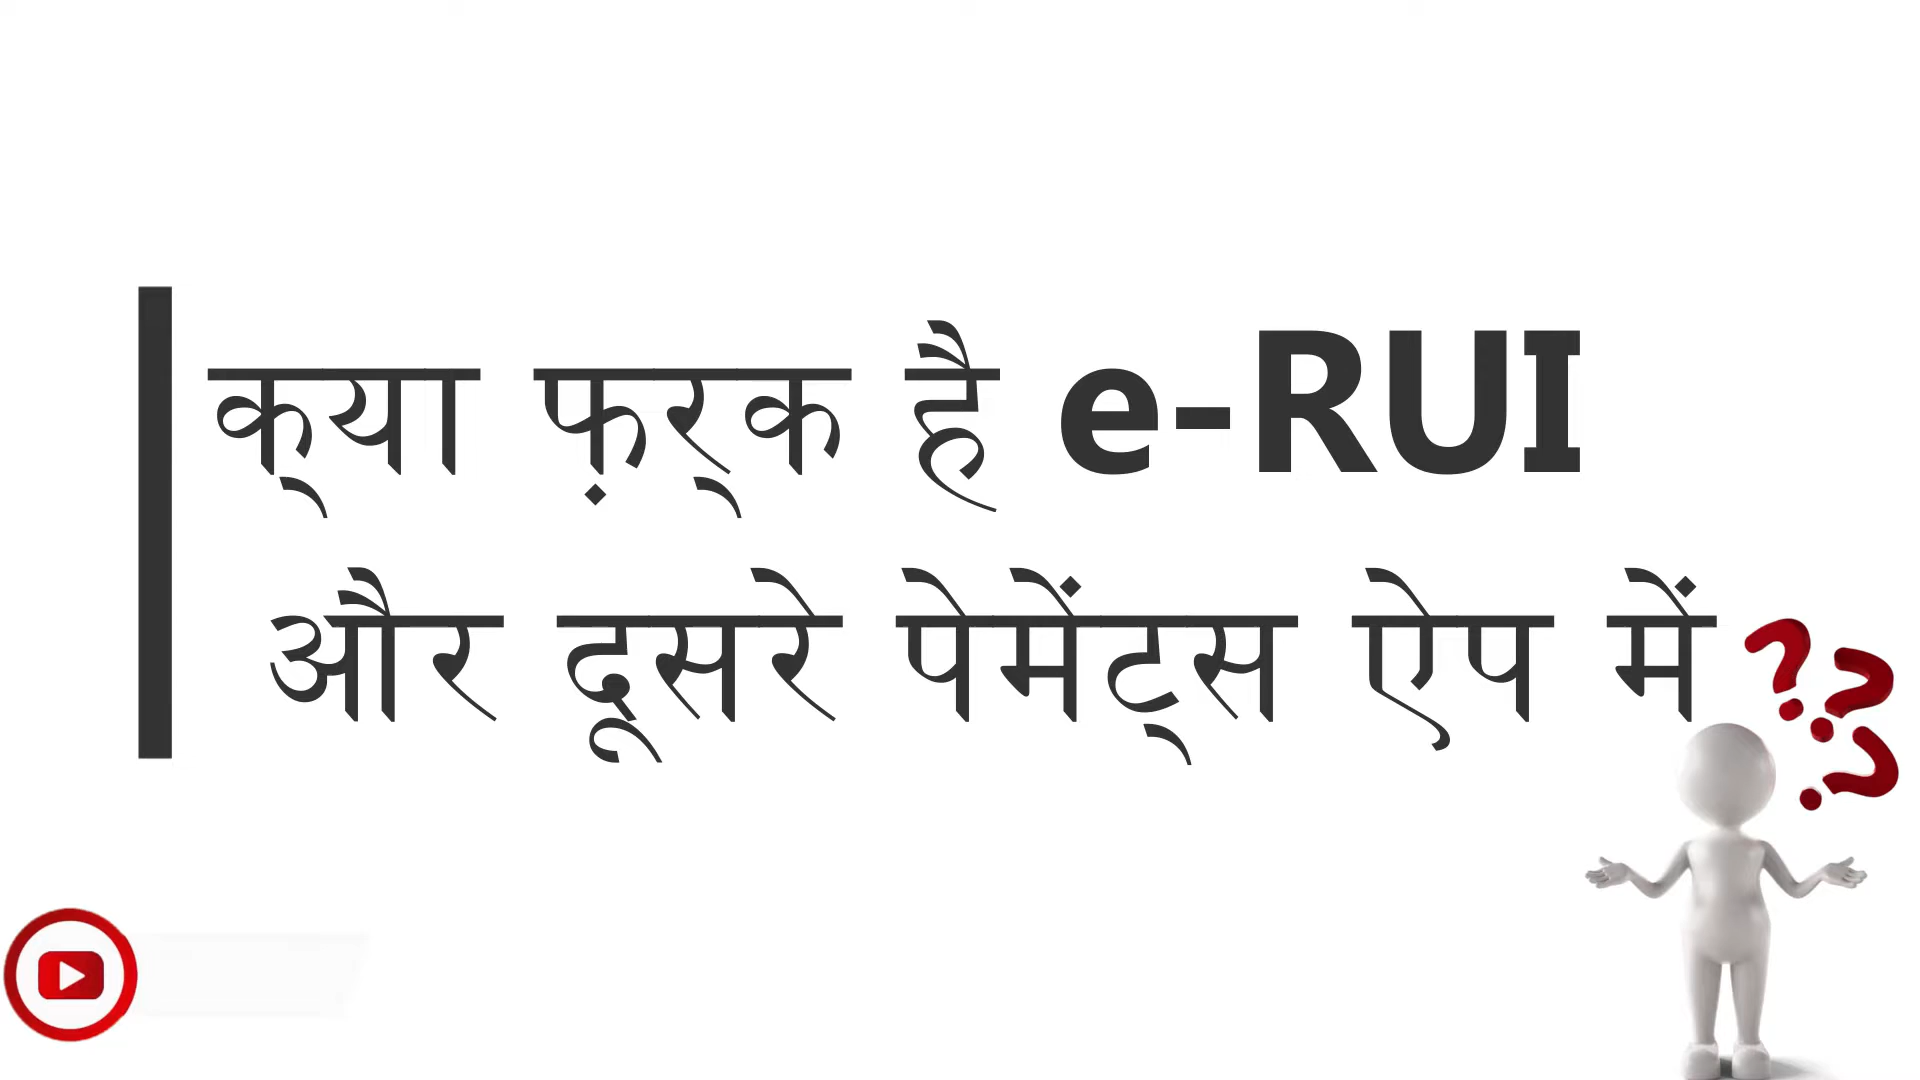 क्या फ़र्क है e-RUI
और दूसरे पेमेंट्स ऐप में